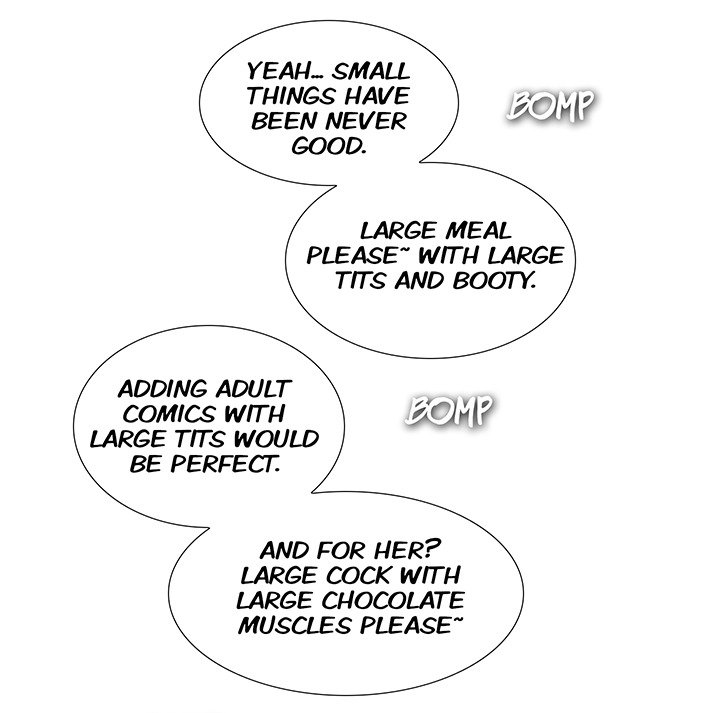 YEAH... SMALL
THINGS HAVE
BEEN NEVER
GOOD.
BOMP
LARGE MEAL
PLEASE~ WITH LARGE
TITS AND BOOTY.
ADDING ADULT
COMICS WITH
LARGE TITS WOULD
BE PERFECT.
BOMP
AND FOR HER?
LARGE COCK WITH
LARGE CHOCOLATE
MUSCLES PLEASE~